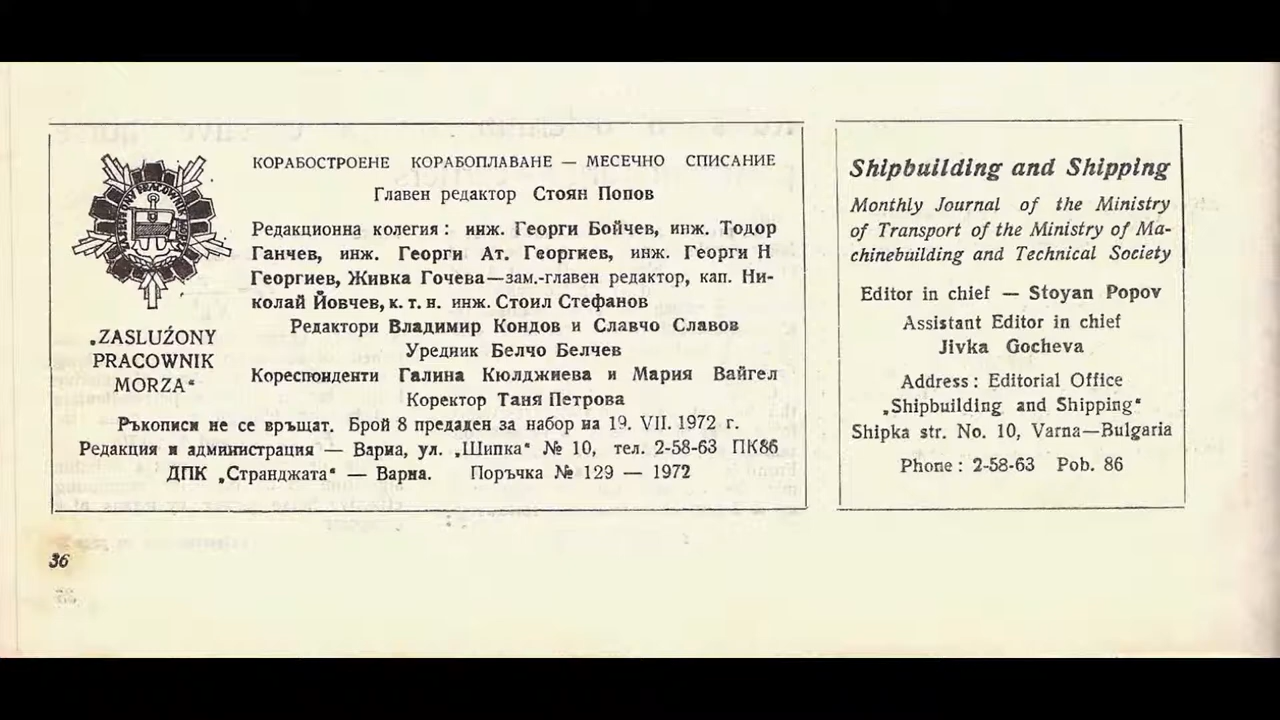 КОРАБОСТРОЕНЕ КОРАБОПЛАВАНЕ — МЕСЕЧНО СПИСАНИЕ
Главен редактор Стоян Попов
Редакционна колегия: инж. Георги Бойчев, инж. Тодор
Ганчев, инж. Георги Ат. Георгиев, инж. Георги Н
Георгиев, Живка Гочева—зам.-главен редактор, кап. Ни-
колай Йовчев, к. т. н. инж. Стоил Стефанов
Редактори Владимир Кондов и Славчо Славов
Уредник Белчо Белчев
Кореспонденти Галина Кюлджиева и Мария Вайгел
Коректор Таня Петрова
Ръкописи не се връщат. Брой 8 предаден за набор на 19. VII. 1972 г.
Редакция и администрация — Варна, ул. „Шипка“ № 10, тел. 2-58-63 ПК86
ДПК „Странджата“ — Варна. Поръчка № 129 — 1972
„ZASLUŹONY
PRACOWNIK
MORZA“
36
Shipbuilding and Shipping
Monthly Journal of the Ministry
of Transport of the Ministry of Ma-
chinebuilding and Technical Society
Editor in chief — Stoyan Popov
Assistant Editor in chief
Jivka Gocheva
Address: Editorial Office
„Shipbuilding and Shipping“
Shipka str. No. 10, Varna—Bulgaria
Phone: 2-58-63 Pob. 86